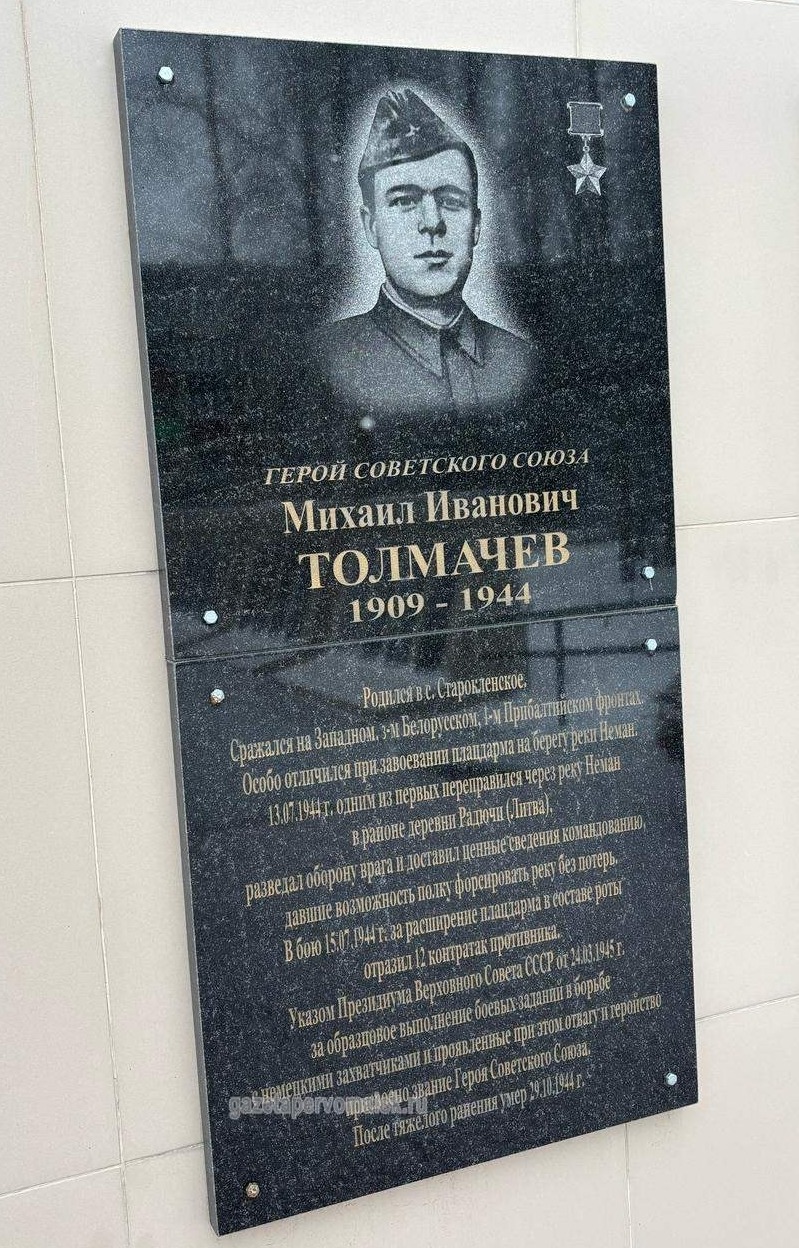 ГЕРОЙ СОВЕТСКОГО СОЮЗА
Михаил Иванович
ТОЛМАЧЕВ
1909 - 1944
Родился в с. Старокленское.
Сражался на Западном, 3-м Белорусском, 1-м Прибалтийском фронтах.
Особо отличился при завоевании плацдарма на берегу реки Неман.
13.07.1944 г. одним из первых переправился через реку Неман
в районе деревни Радючи (Литва),
разведал оборону врага и доставил ценные сведения командованию,
давшие возможность полку форсировать реку без потерь.
В бою 15.07.1944 г. за расширение плацдарма в составе роты
отразил 12 контратак противника.
Указом Президиума Верховного Совета СССР от 24.03.1945 г.
за образцовое выполнение боевых заданий в борьбе
с немецкими захватчиками и проявленные при этом отвагу и геройство
присвоено звание Героя Советского Союза.
После тяжелого ранения умер 29.10.1944 г.
gazetapervomaisk.ru